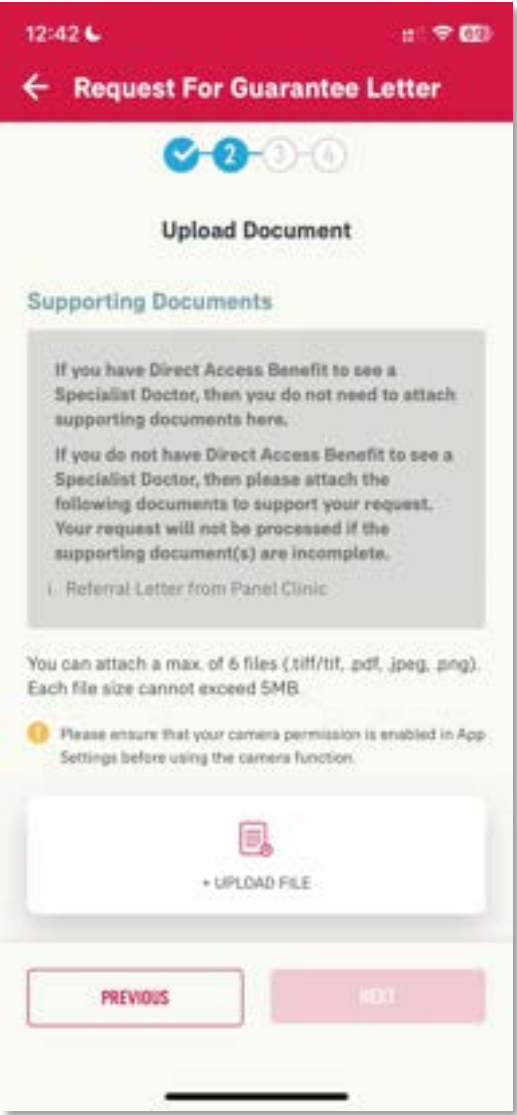 12:42
Request For Guarantee Letter
2 3 4
Upload Document
Supporting Documents
If you have Direct Access Benefit to see a
Specialist Doctor, then you do not need to attach
supporting documents here.
If you do not have Direct Access Benefit to see a
Specialist Doctor, then please attach the
following documents to support your request.
Your request will not be processed if the
supporting document(s) are incomplete.
i. Referral Letter from Panel Clinic
You can attach a max. of 6 files (.tiff/tif, .pdf, .jpeg, .png).
Each file size cannot exceed 5MB.
Please ensure that your camera permission is enabled in App
Settings before using the camera function.
+ UPLOAD FILE
PREVIOUS NEXT